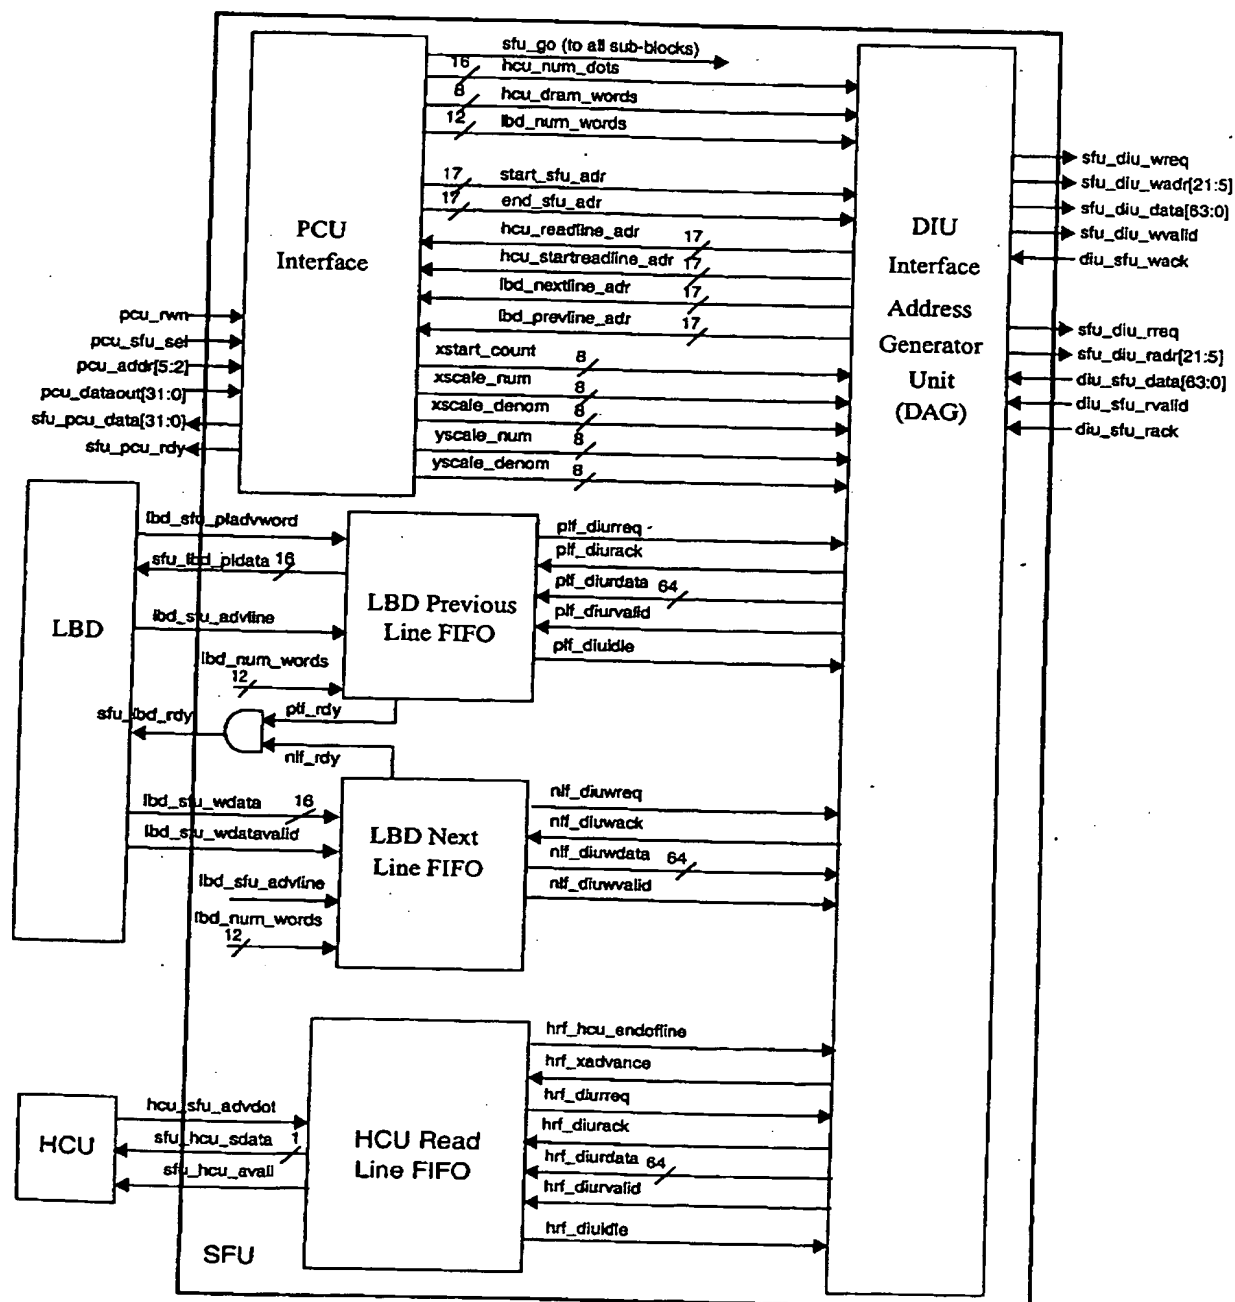 sfu_go (to all sub-blocks)
16
hcu_num_dots
8
hcu_dram_words
12
lbd_num_words
17
start_sfu_adr
17
end_sfu_adr
hcu_readline_adr
17
hcu_startreadline_adr
17
lbd_nextline_adr
17
lbd_prevline_adr
17
xstart_count
8
xscale_num
8
xscale_denom
8
yscale_num
8
yscale_denom
8
PCU
Interface
DIU
Interface
Address
Generator
Unit
(DAG)
sfu_diu_wreq
sfu_diu_wadr[21:5]
sfu_diu_data[63:0]
sfu_diu_wvalid
diu_sfu_wack
sfu_diu_rreq
sfu_diu_radr[21:5]
diu_sfu_data[63:0]
diu_sfu_rvalid
diu_sfu_rack
pcu_rwn
pcu_sfu_sel
pcu_addr[5:2]
pcu_dataout[31:0]
sfu_pcu_data[31:0]
sfu_pcu_rdy
LBD
lbd_sfu_pladvword
sfu_lbd_pldata
16
lbd_sfu_advline
lbd_num_words
12
LBD Previous
Line FIFO
plf_diurreq
plf_diurack
plf_diurdata
64
plf_diurvalid
plf_diuidle
sfu_lbd_rdy
plf_rdy
nlf_rdy
lbd_sfu_wdata
16
lbd_sfu_wdatavalid
lbd_sfu_advline
lbd_num_words
12
LBD Next
Line FIFO
nlf_diuwreq
nlf_diuwack
nlf_diuwdata
64
nlf_diuwvalid
HCU
hcu_sfu_advdot
sfu_hcu_sdata
1
sfu_hcu_avail
HCU Read
Line FIFO
hrf_hcu_endofline
hrf_xadvance
hrf_diurreq
hrf_diurack
hrf_diurdata
64
hrf_diurvalid
hrf_diuidle
SFU